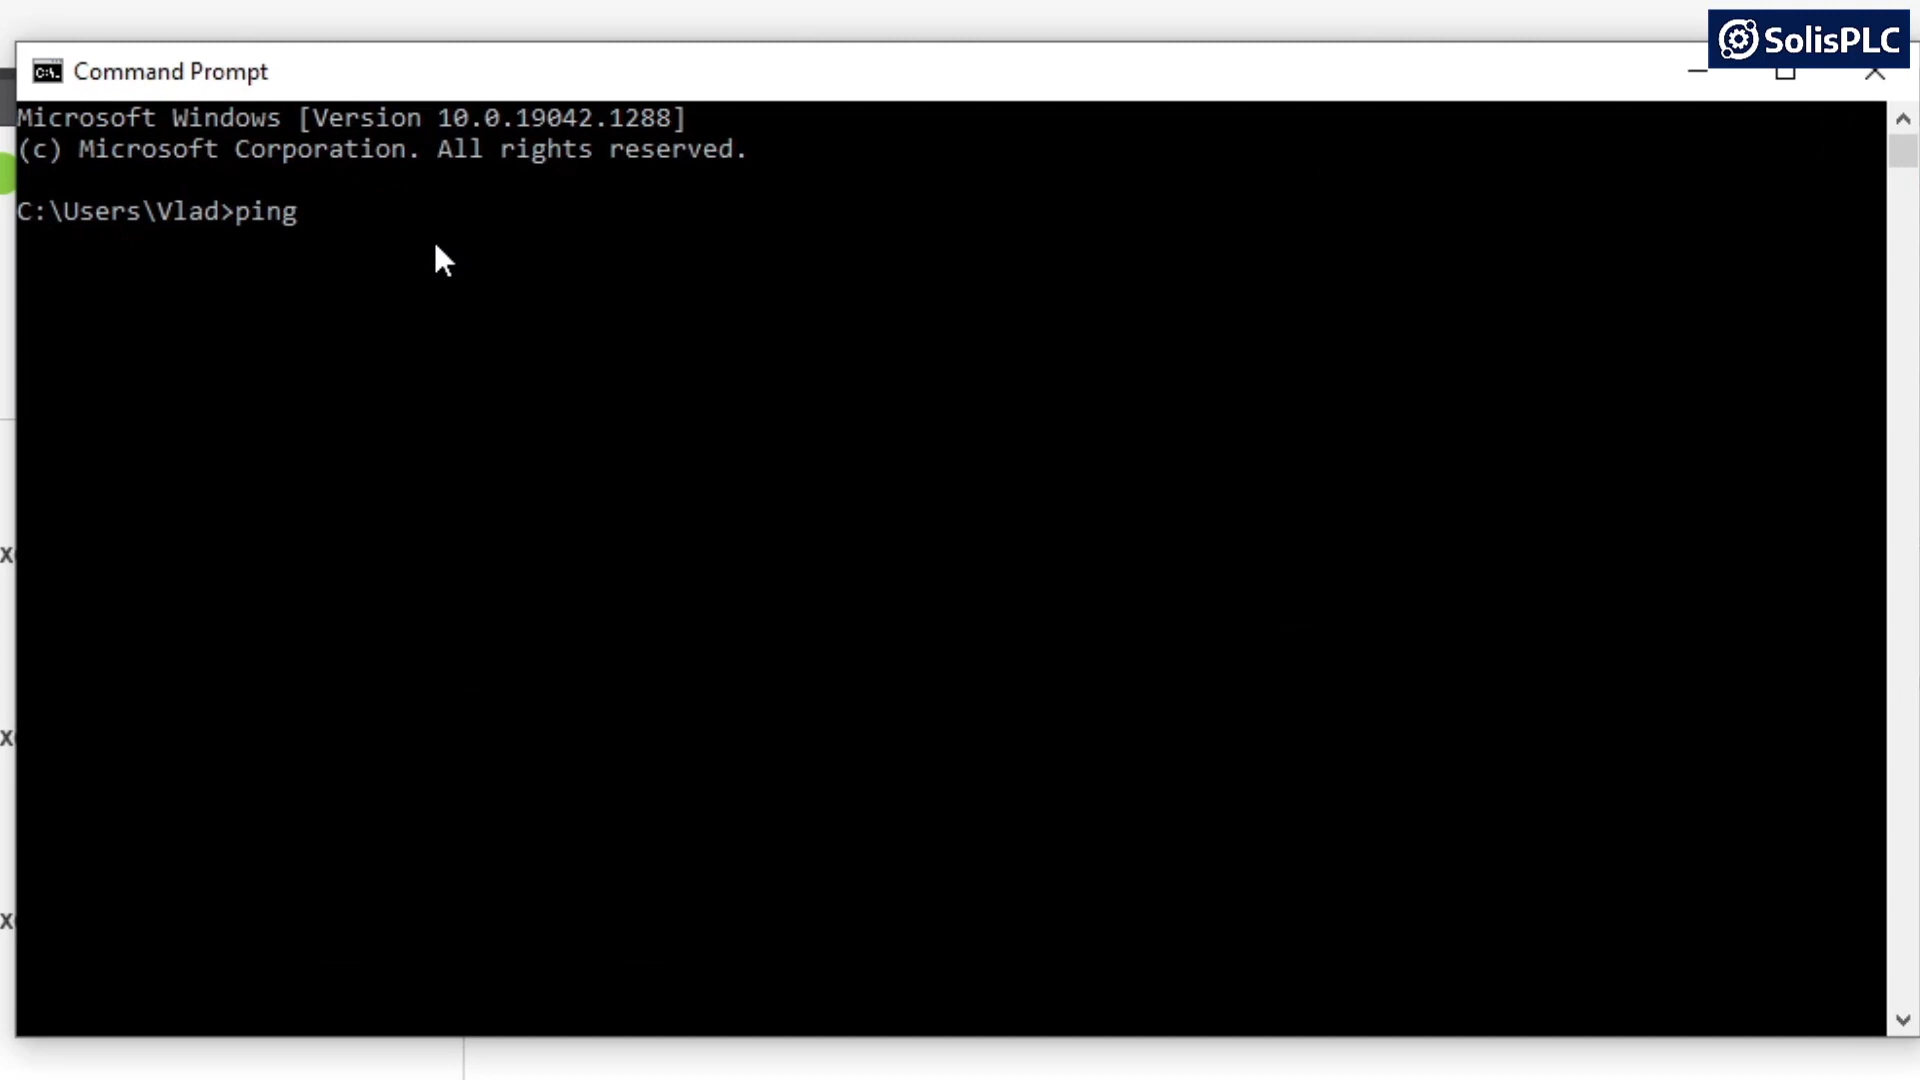 SolisPLC
Command Prompt
Microsoft Windows [Version 10.0.19042.1288]
(c) Microsoft Corporation. All rights reserved.
C:\Users\Vlad>ping